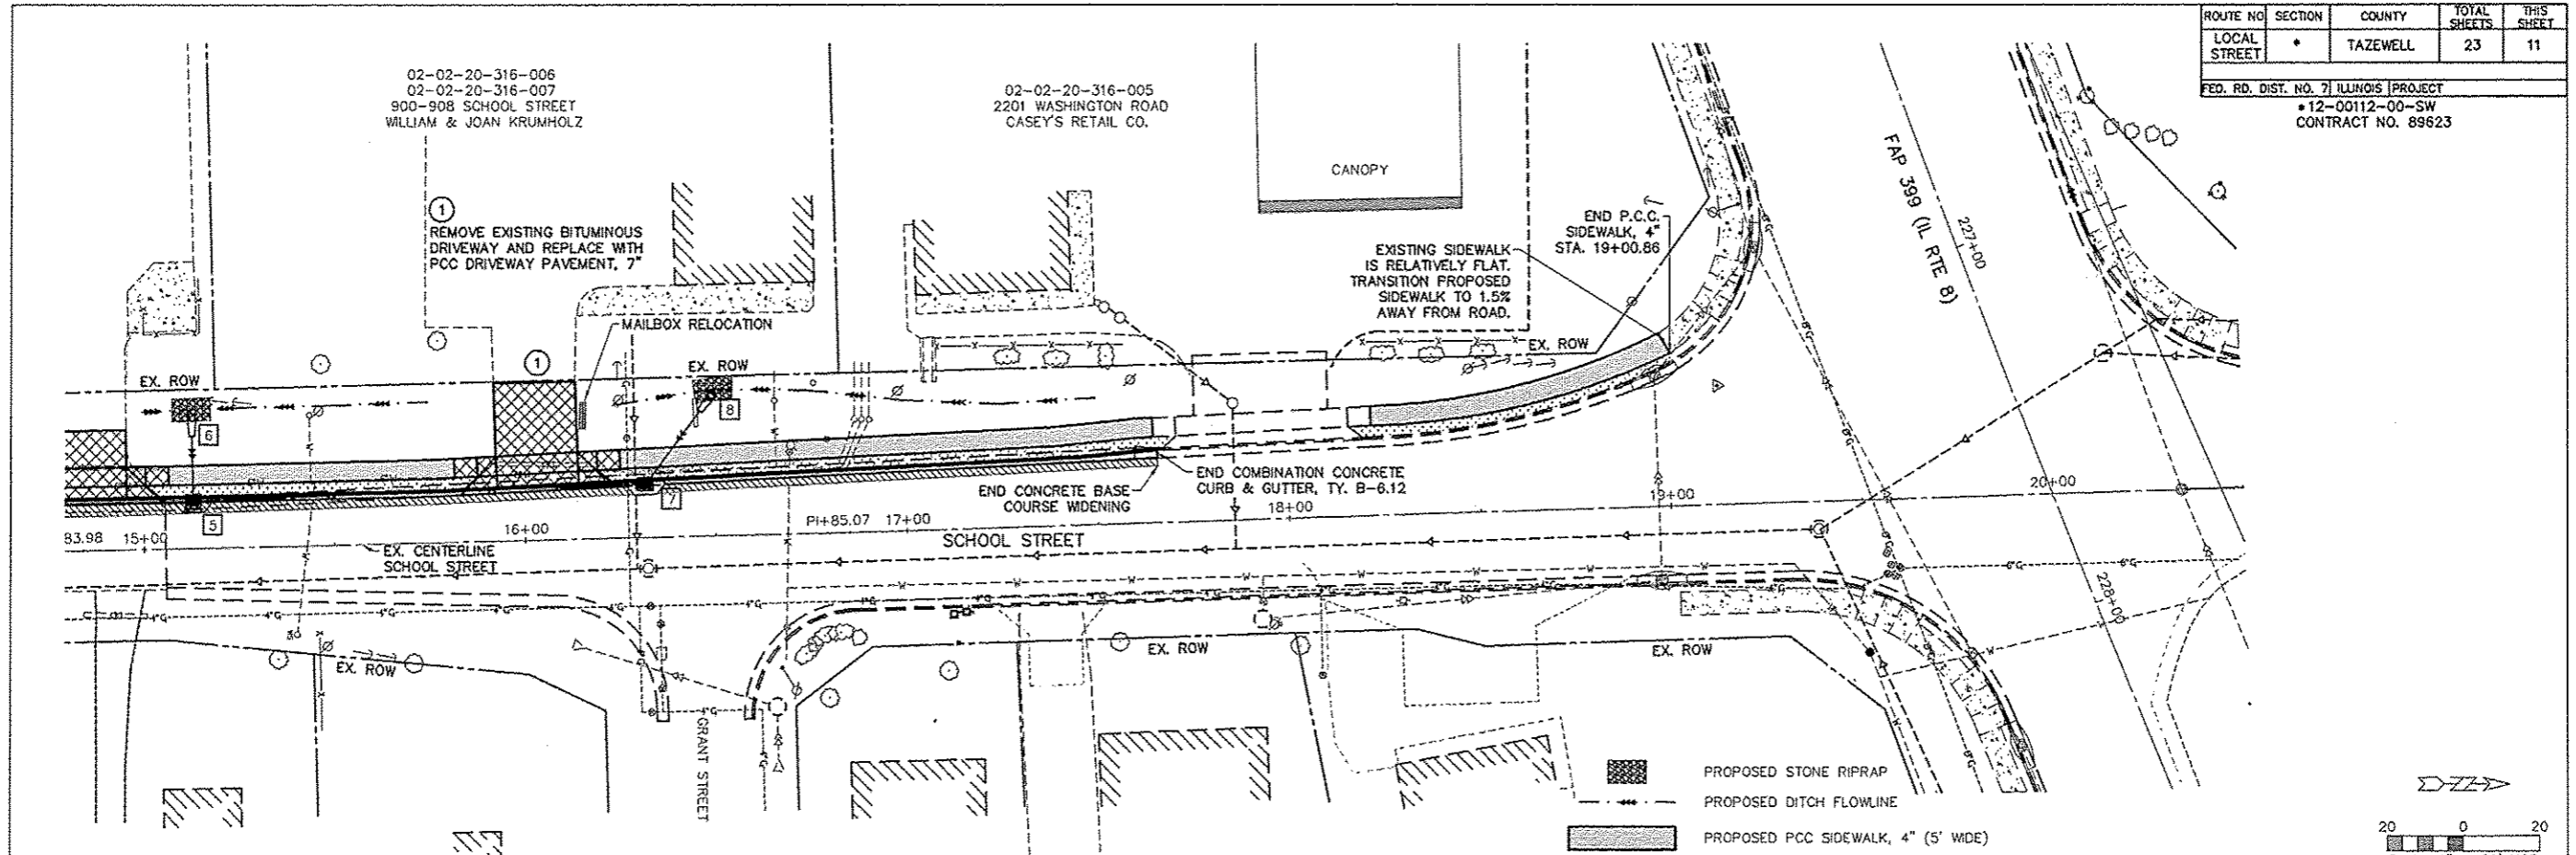 ROUTE NO SECTION COUNTY TOTAL SHEETS THIS SHEET
LOCAL STREET * TAZEWELL 23 11
FED. RD. DIST. NO. 7 ILLINOIS PROJECT
*12-00112-00-SW
CONTRACT NO. 89623
02-02-20-316-006
02-02-20-316-007
900-908 SCHOOL STREET
WILLIAM & JOAN KRUMHOLZ
02-02-20-316-005
2201 WASHINGTON ROAD
CASEY'S RETAIL CO.
CANOPY
FAP 399 (IL RTE 8)
227+00
1
REMOVE EXISTING BITUMINOUS
DRIVEWAY AND REPLACE WITH
PCC DRIVEWAY PAVEMENT, 7"
END P.C.C.
SIDEWALK, 4"
STA. 19+00.86
EXISTING SIDEWALK
IS RELATIVELY FLAT.
TRANSITION PROPOSED
SIDEWALK TO 1.5%
AWAY FROM ROAD.
MAILBOX RELOCATION
EX. ROW
1
EX. ROW
EX. ROW
6
8
5
7
END CONCRETE BASE
COURSE WIDENING
END COMBINATION CONCRETE
CURB & GUTTER, TY. B-6.12
83.98
15+00
16+00
PI+85.07
17+00
18+00
19+00
20+00
EX. CENTERLINE
SCHOOL STREET
SCHOOL STREET
228+00
EX. ROW
EX. ROW
EX. ROW
GRANT STREET
PROPOSED STONE RIPRAP
PROPOSED DITCH FLOWLINE
PROPOSED PCC SIDEWALK, 4" (5' WIDE)
20 0 20